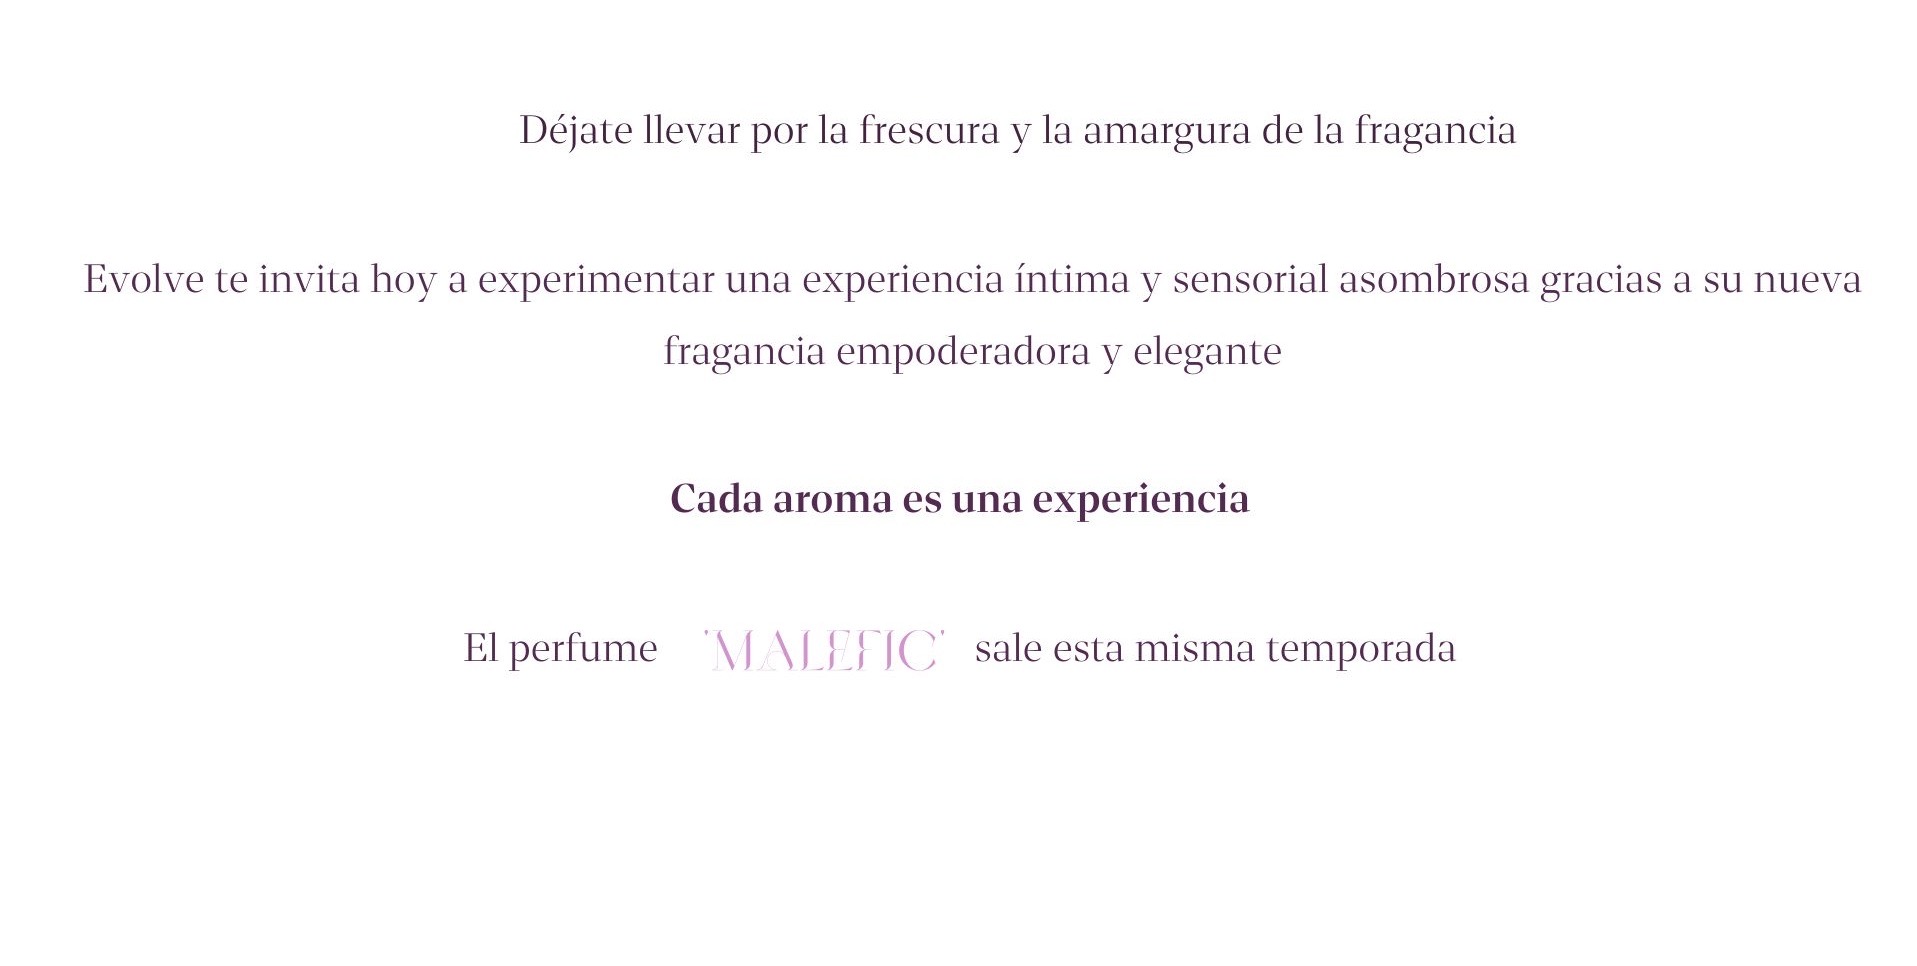 Déjate llevar por la frescura y la amargura de la fragancia
Evolve te invita hoy a experimentar una experiencia íntima y sensorial asombrosa gracias a su nueva
fragancia empoderadora y elegante
Cada aroma es una experiencia
El perfume 'MALEFIC' sale esta misma temporada